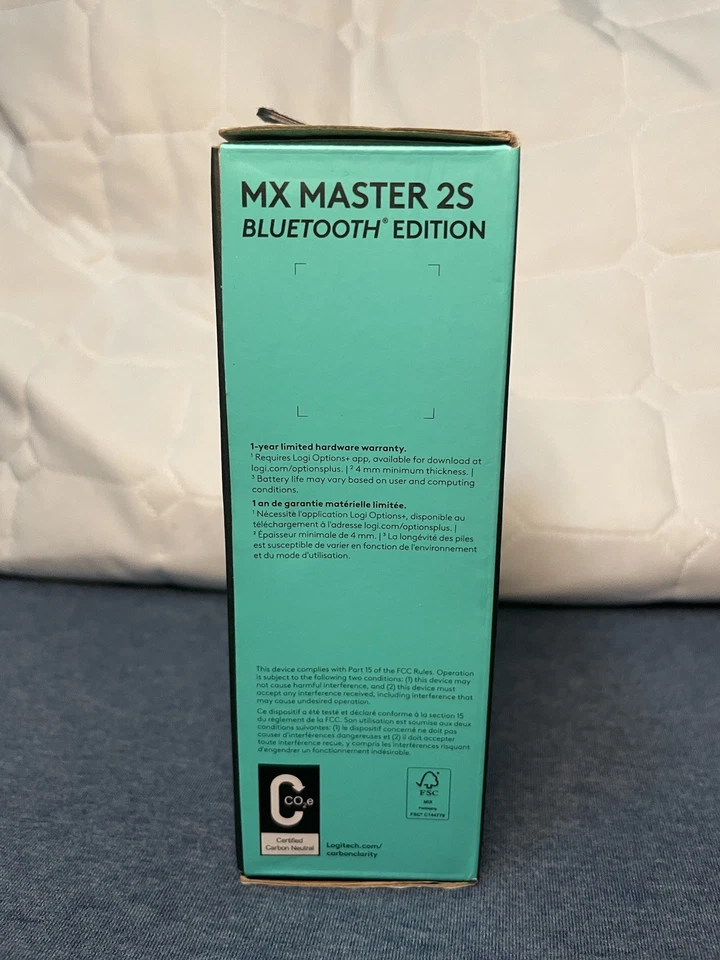 MX MASTER 2S
BLUETOOTH® EDITION
1-year limited hardware warranty.
¹ Requires Logi Options+ app, available for download at
logi.com/optionsplus. | ² 4 mm minimum thickness. |
³ Battery life may vary based on user and computing
conditions.
1 an de garantie matérielle limitée.
¹ Nécessite l'application Logi Options+, disponible au
téléchargement à l'adresse logi.com/optionsplus. |
² Épaisseur minimale de 4 mm. | ³ La longévité des piles
est susceptible de varier en fonction de l'environnement
et du mode d'utilisation.
This device complies with Part 15 of the FCC Rules. Operation
is subject to the following two conditions: (1) this device may
not cause harmful interference, and (2) this device must
accept any interference received, including interference that
may cause undesired operation.
Ce dispositif a été testé et déclaré conforme à la section 15
du règlement de la FCC. Son utilisation est soumise aux deux
conditions suivantes: (1) le dispositif concerné ne doit pas
causer d'interférences dangereuses et (2) il doit accepter
toute interférence reçue, y compris les interférences risquant
d'engendrer un fonctionnement indésirable.
CO₂e
Certified
Carbon Neutral
Logitech.com/
carbonclarity
FSC
MIX